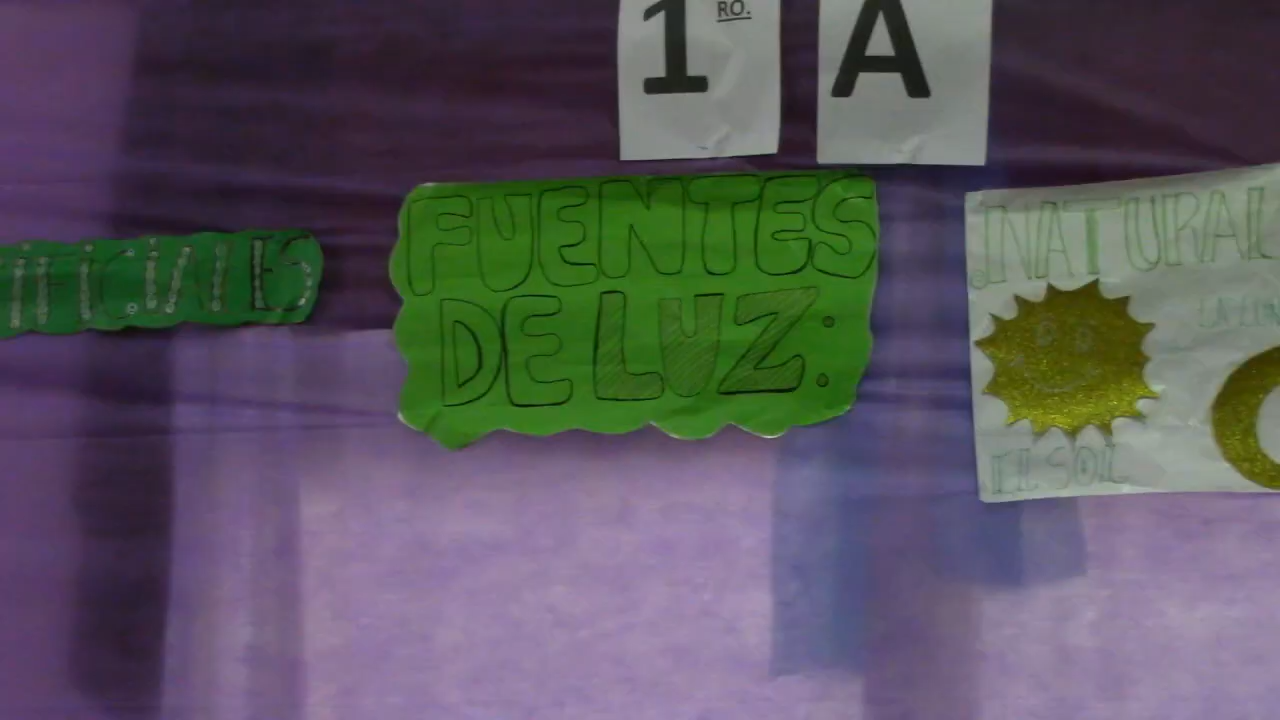 1 RO. A
FUENTES
DE LUZ:
NATURAL
EL SOL